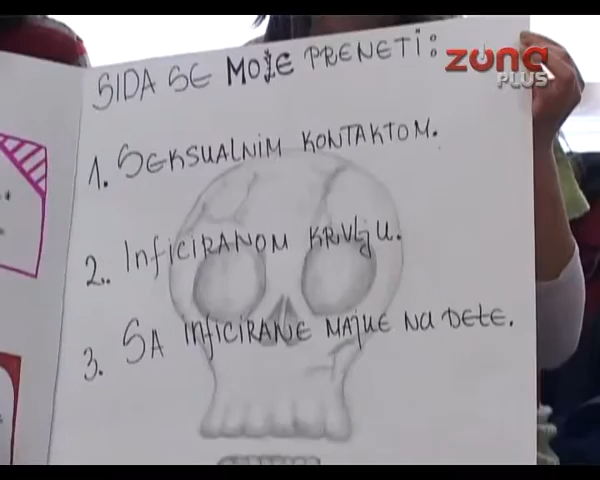 SIDA SE MOŽE PRENETI:
zona
PLUS
1. SEKSUALNIM KONTAKTOM.
2. INFICIRANOM KRVLJU.
3. SA INFICIRANE MAJKE NA DETE.